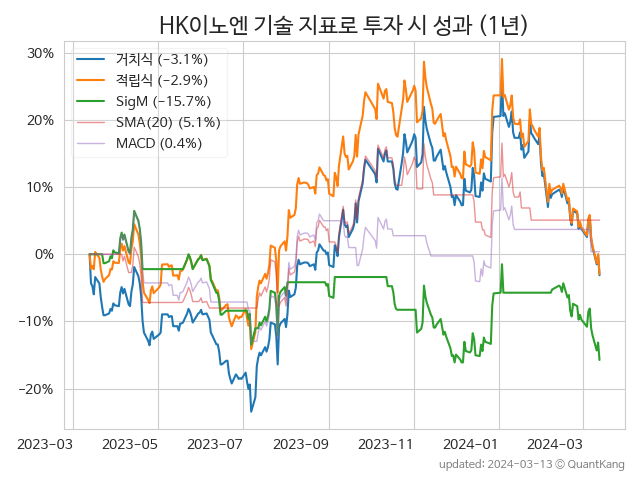 HK이노엔 기술 지표로 투자 시 성과 (1년)
30%
20%
10%
0%
−10%
−20%
거치식 (−3.1%)
적립식 (−2.9%)
SigM (−15.7%)
SMA(20) (5.1%)
MACD (0.4%)
2023-03
2023-05
2023-07
2023-09
2023-11
2024-01
2024-03
updated: 2024-03-13 © QuantKang